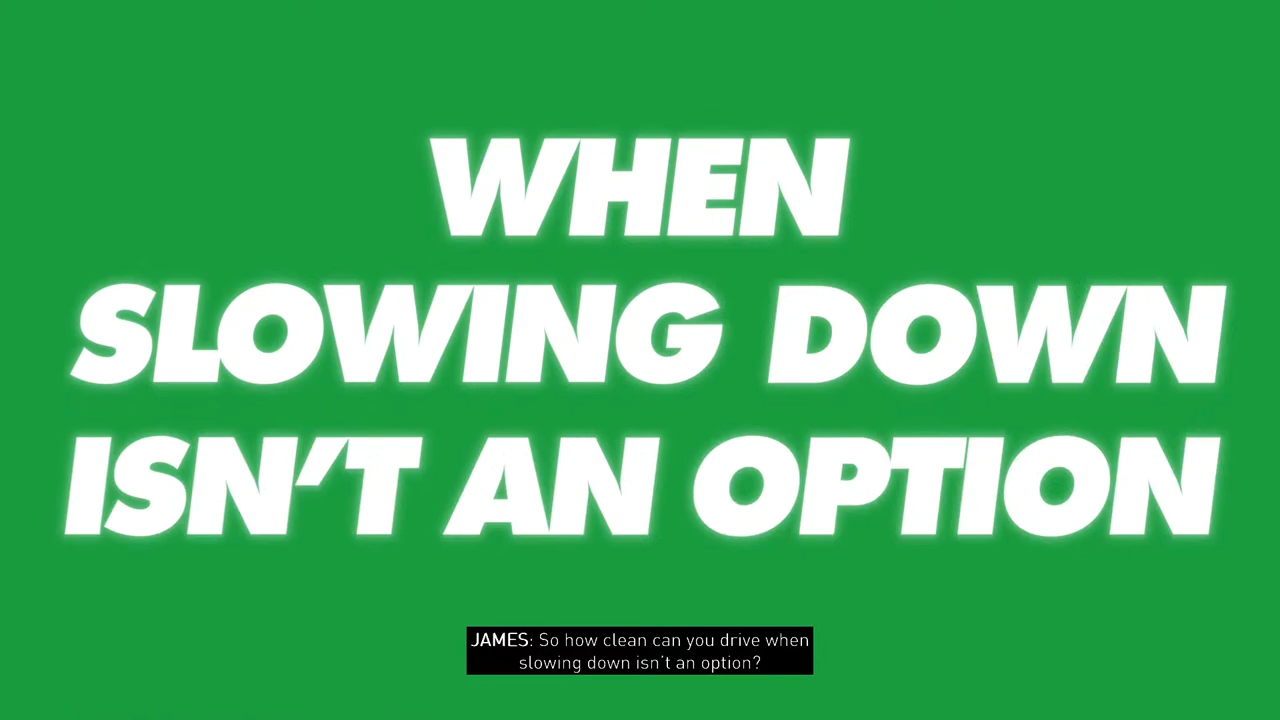 WHEN
SLOWING DOWN
ISN’T AN OPTION
JAMES: So how clean can you drive when
slowing down isn't an option?